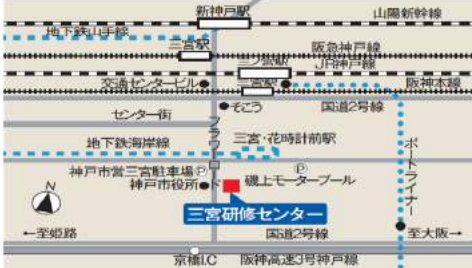 新神戸駅
山陽新幹線
地下鉄山手線
三宮駅
阪急神戸線
三ノ宮駅
JR神戸線
交通センタービル
三宮駅
阪神本線
そごう
国道2号線
センター街
フラワーロード
地下鉄海岸線
三宮・花時計前駅
ポートライナー
神戸市営三宮駐車場Ⓟ
Ⓟ
神戸市役所
磯上モータープール
N
三宮研修センター
←至姫路
国道2号線
至大阪→
京橋I.C
阪神高速3号神戸線